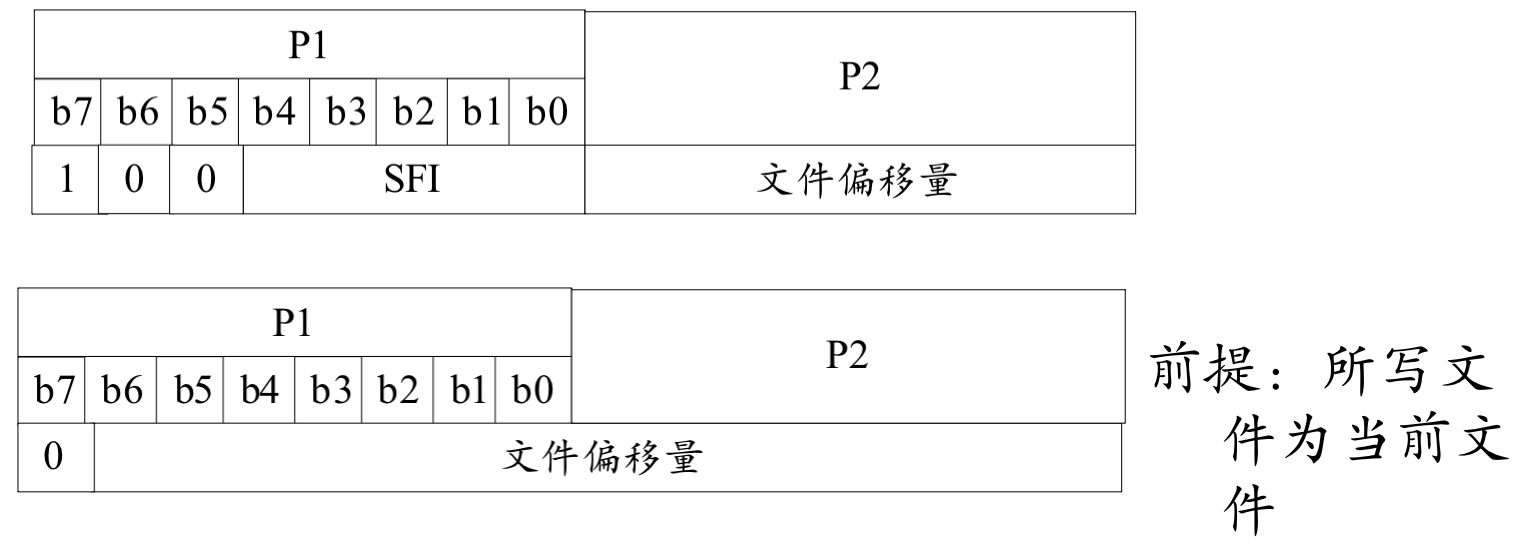 P1 P2
b7 b6 b5 b4 b3 b2 b1 b0
1 0 0 SFI 文件偏移量
P1 P2
b7 b6 b5 b4 b3 b2 b1 b0
0 文件偏移量
前提：所写文
件为当前文
件